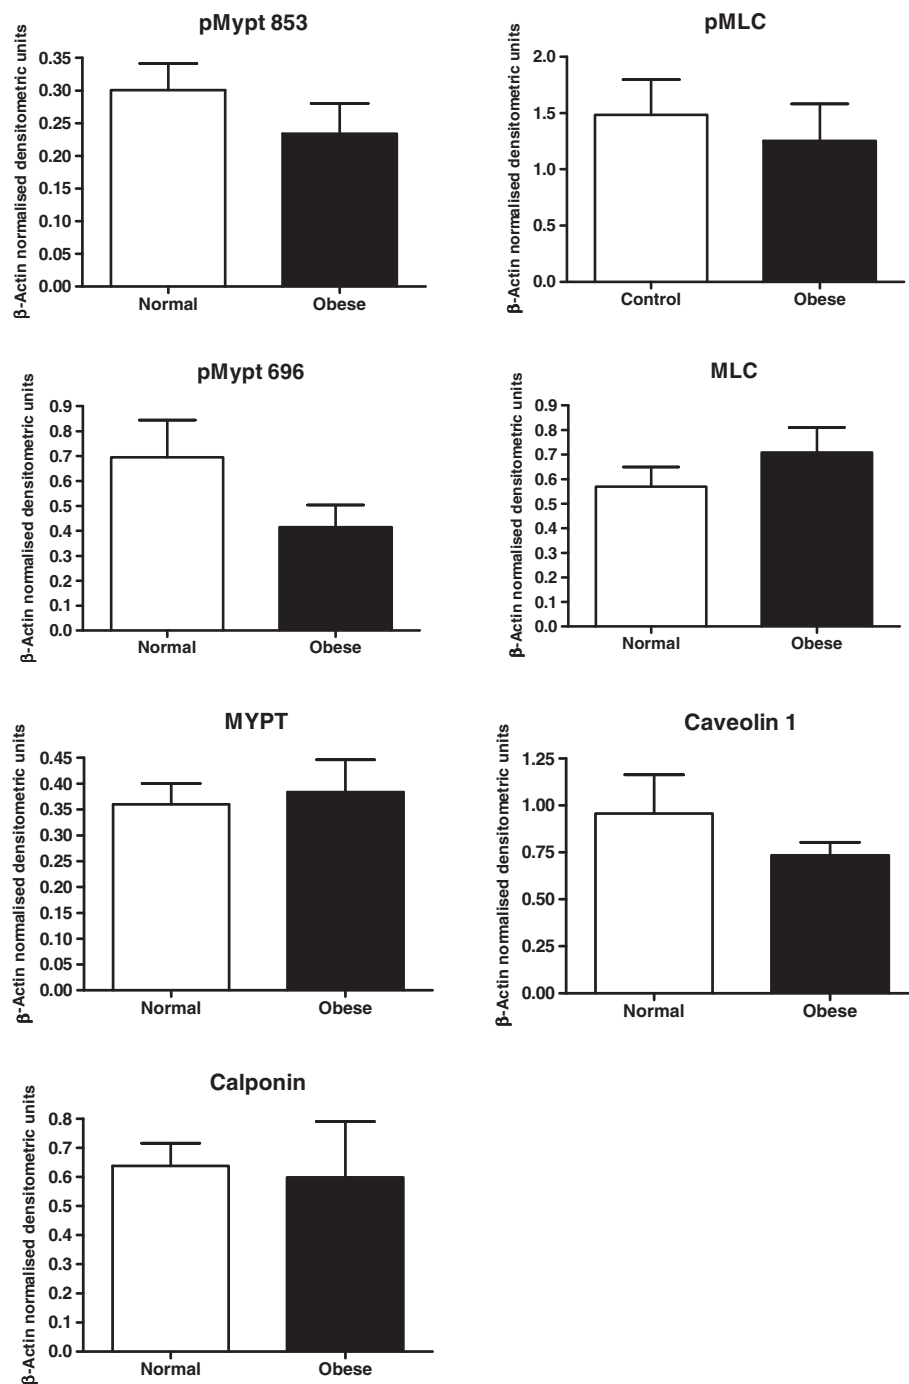 pMypt 853
β-Actin normalised densitometric units
0.35
0.30
0.25
0.20
0.15
0.10
0.05
0.00
Normal Obese
pMLC
β-Actin normalised densitometric units
2.0
1.5
1.0
0.5
0.0
Control Obese
pMypt 696
β-Actin normalised densitometric units
0.9
0.8
0.7
0.6
0.5
0.4
0.3
0.2
0.1
0.0
Normal Obese
MLC
β-Actin normalised densitometric units
0.9
0.8
0.7
0.6
0.5
0.4
0.3
0.2
0.1
0.0
Normal Obese
MYPT
β-Actin normalised densitometric units
0.45
0.40
0.35
0.30
0.25
0.20
0.15
0.10
0.05
0.00
Normal Obese
Caveolin 1
β-Actin normalised densitometric units
1.25
1.00
0.75
0.50
0.25
0.00
Normal Obese
Calponin
β-Actin normalised densitometric units
0.8
0.7
0.6
0.5
0.4
0.3
0.2
0.1
0.0
Normal Obese